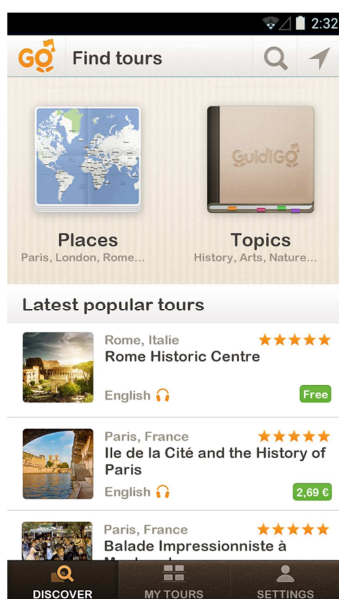 2:32
GO
Find tours
GuidiGO
Places
Paris, London, Rome...
Topics
History, Arts, Nature...
Latest popular tours
Rome, Italie
Rome Historic Centre
English
Free
Paris, France
Ile de la Cité and the History of
Paris
English
2,69 €
Paris, France
Balade Impressionniste à
DISCOVER
MY TOURS
SETTINGS